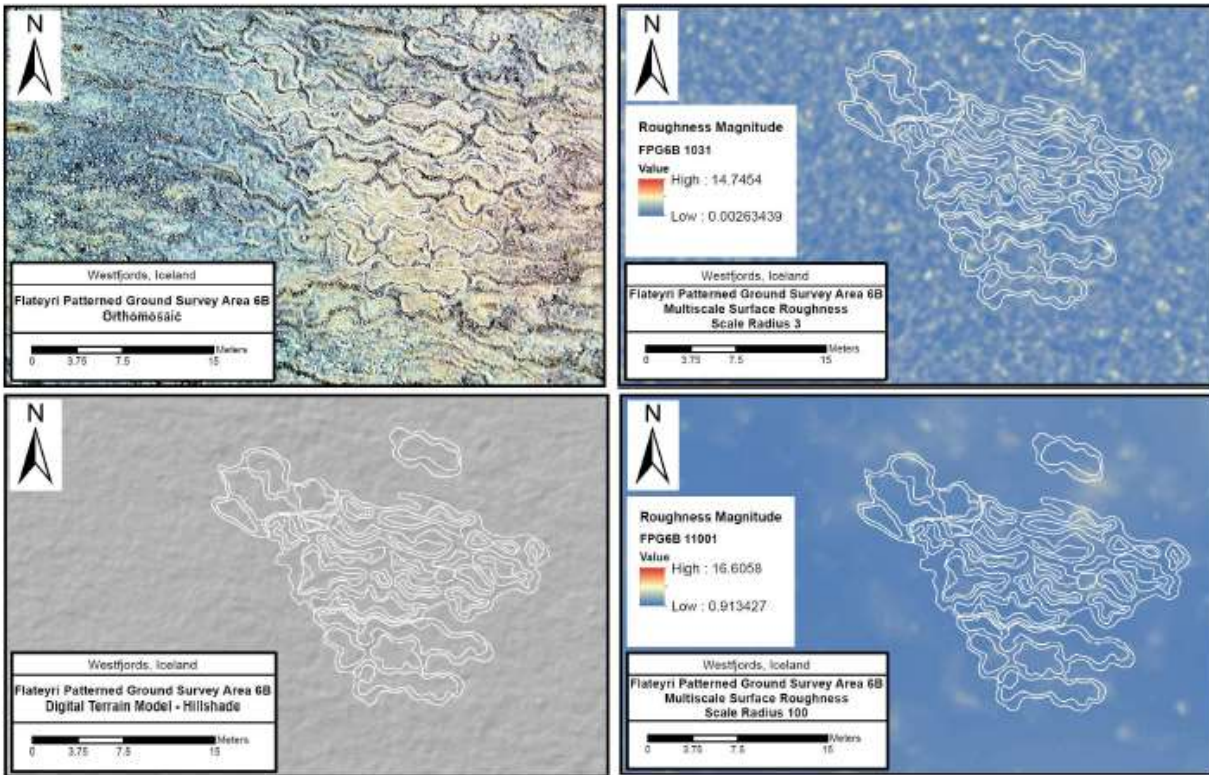 N
Westfjords, Iceland
Flateyri Patterned Ground Survey Area 6B
Orthomosaic
Meters
0 3.75 7.5 15
N
Roughness Magnitude
FPG6B 1031
Value
High : 14.7454
Low : 0.00263439
Westfjords, Iceland
Flateyri Patterned Ground Survey Area 6B
Multiscale Surface Roughness
Scale Radius 3
Meters
0 3.75 7.5 15
N
Westfjords, Iceland
Flateyri Patterned Ground Survey Area 6B
Digital Terrain Model - Hillshade
Meters
0 3.75 7.5 15
N
Roughness Magnitude
FPG6B 11001
Value
High : 16.6058
Low : 0.913427
Westfjords, Iceland
Flateyri Patterned Ground Survey Area 6B
Multiscale Surface Roughness
Scale Radius 100
Meters
0 3.75 7.5 15